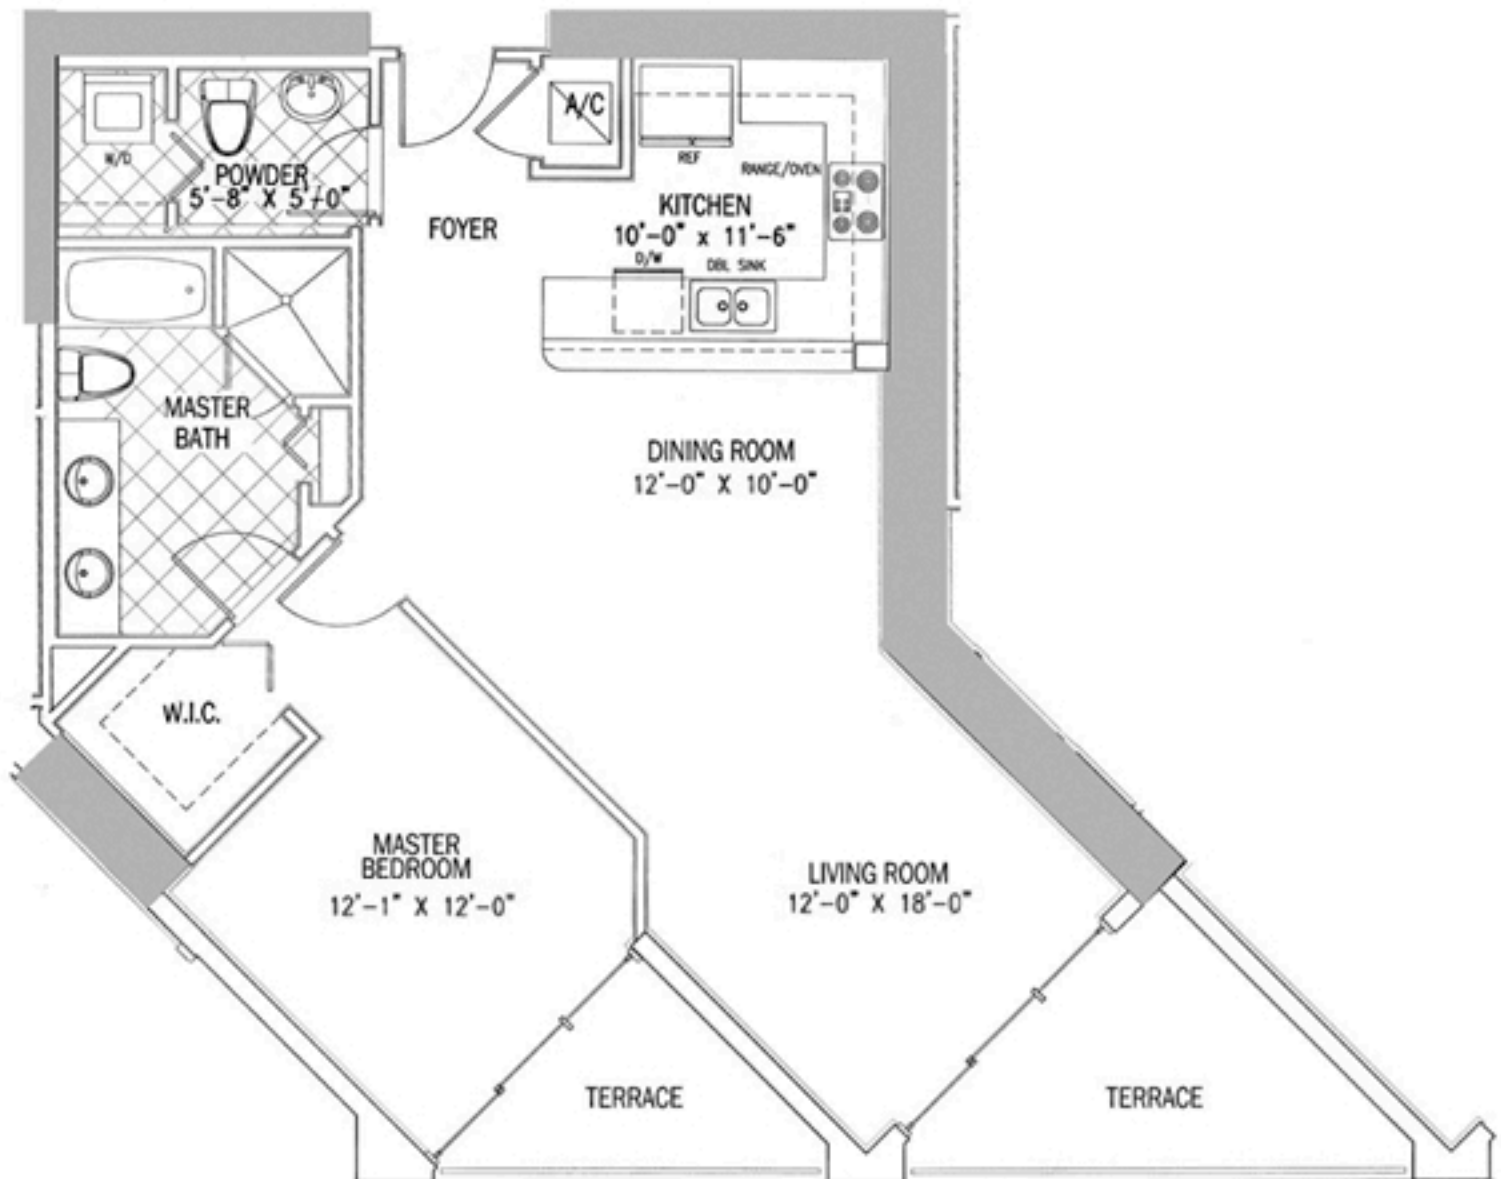 A/C
W/D
REF
POWDER
5'-8" X 5'-0"
RANGE/OVEN
FOYER
KITCHEN
10'-0" x 11'-6"
D/W
DBL SINK
MASTER
BATH
DINING ROOM
12'-0" X 10'-0"
W.I.C.
MASTER
BEDROOM
12'-1" X 12'-0"
LIVING ROOM
12'-0" X 18'-0"
TERRACE
TERRACE